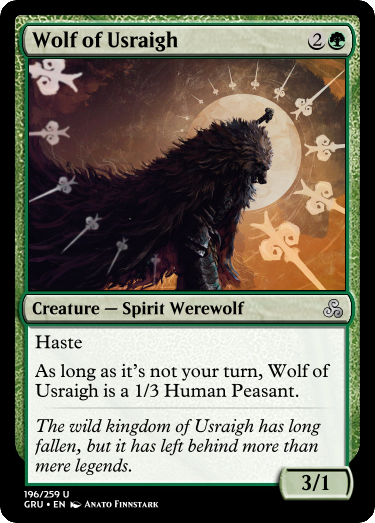 Wolf of Usraigh 2
Creature — Spirit Werewolf
Haste
As long as it's not your turn, Wolf of
Usraigh is a 1/3 Human Peasant.
The wild kingdom of Usraigh has long
fallen, but it has left behind more than
mere legends.
3/1
196/259 U
GRU • EN Anato Finnstark